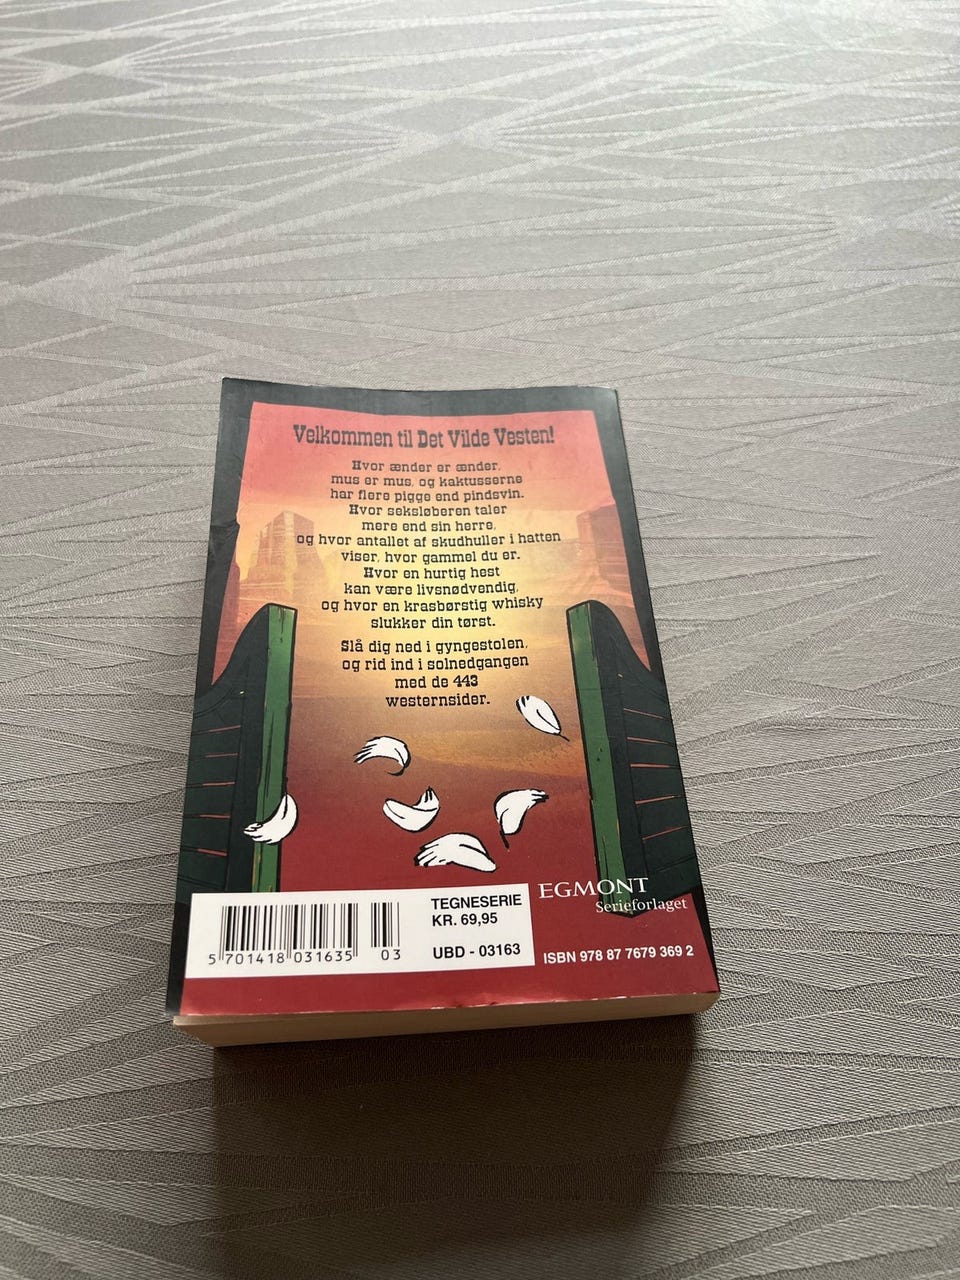 Velkommen til Det Vilde Vesten!
Hvor ænder er ænder,
mus er mus, og kaktusserne
har flere pigge end pindsvin.
Hvor seksløberen taler
mere end sin herre,
og hvor antallet af skudhuller i hatten
viser, hvor gammel du er.
Hvor en hurtig hest
kan være livsnødvendig,
og hvor en krasbørstig whisky
slukker din tørst.
Slå dig ned i gyngestolen,
og rid ind i solnedgangen
med de 443
westernsider.
EGMONT
Serieforlaget
TEGNESERIE
KR. 69,95
UBD - 03163
5 701418 031635 03
ISBN 978 87 7679 369 2